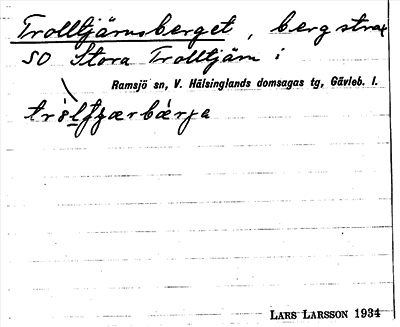 Trolltjärnsberget, berg strax
SO Stora Trolltjärn i
Ramsjö sn, V. Hälsinglands domsagas tg, Gävleb. l.
LARS LARSSON 1934